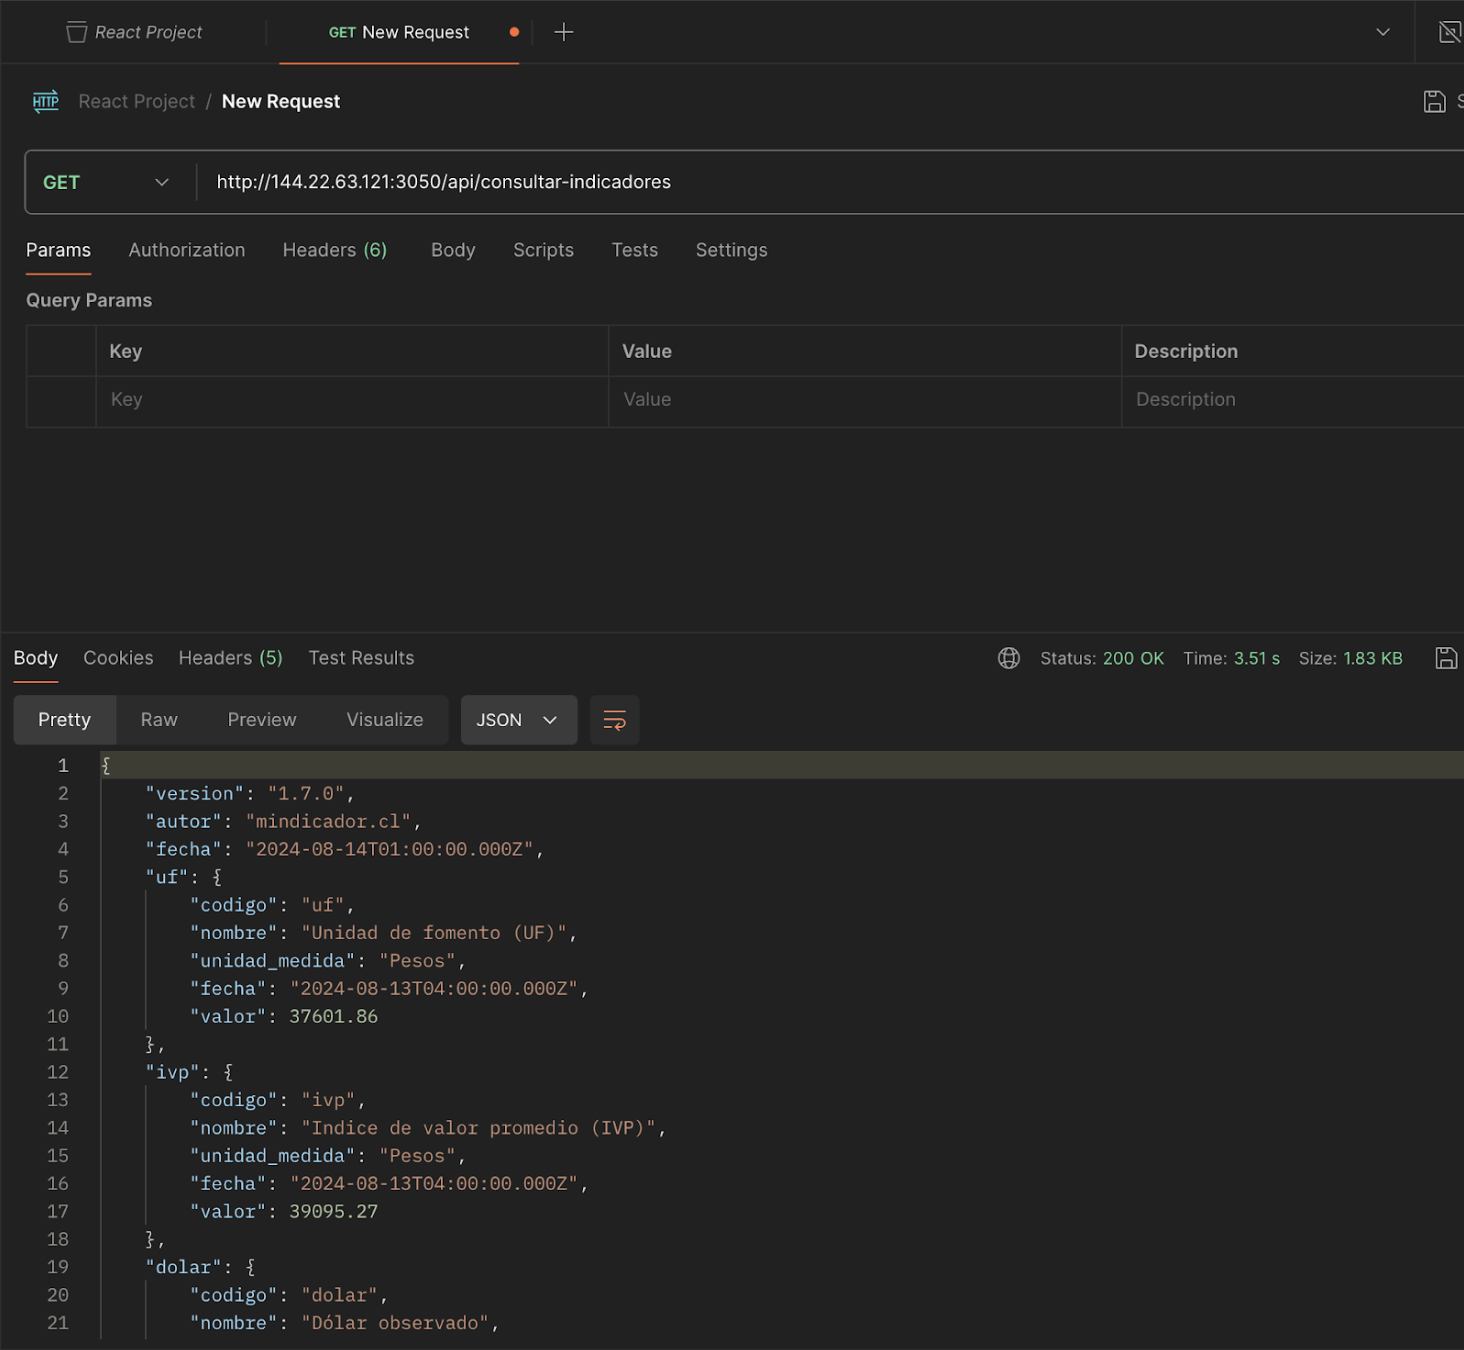 React Project GET New Request
HTTP React Project / New Request
GET http://144.22.63.121:3050/api/consultar-indicadores
Params Authorization Headers (6) Body Scripts Tests Settings
Query Params
Key Value Description
Key Value Description
Body Cookies Headers (5) Test Results Status: 200 OK Time: 3.51 s Size: 1.83 KB
Pretty Raw Preview Visualize JSON
1 {
2 "version": "1.7.0",
3 "autor": "mindicador.cl",
4 "fecha": "2024-08-14T01:00:00.000Z",
5 "uf": {
6 "codigo": "uf",
7 "nombre": "Unidad de fomento (UF)",
8 "unidad_medida": "Pesos",
9 "fecha": "2024-08-13T04:00:00.000Z",
10 "valor": 37601.86
11 },
12 "ivp": {
13 "codigo": "ivp",
14 "nombre": "Indice de valor promedio (IVP)",
15 "unidad_medida": "Pesos",
16 "fecha": "2024-08-13T04:00:00.000Z",
17 "valor": 39095.27
18 },
19 "dolar": {
20 "codigo": "dolar",
21 "nombre": "Dólar observado",